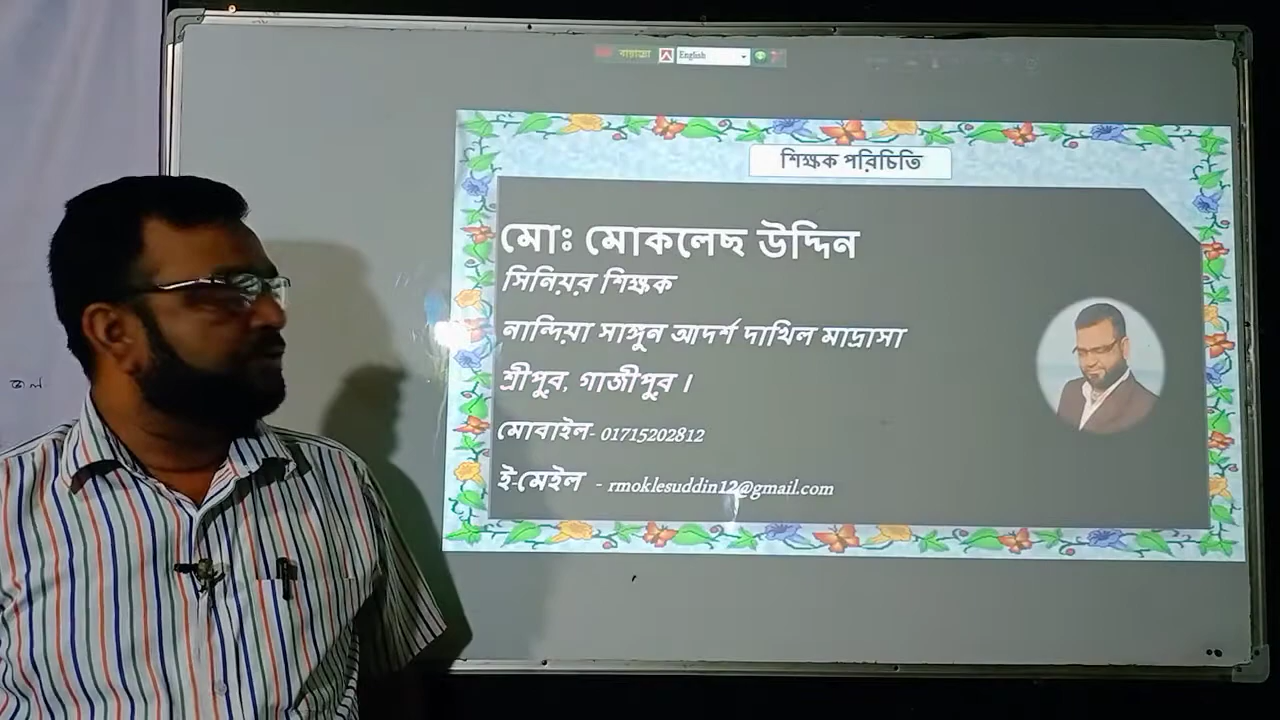 বায়ান্নো English
শিক্ষক পরিচিতি
মোঃ মোকলেছ উদ্দিন
সিনিয়র শিক্ষক
নান্দিয়া সাঙ্গুন আদর্শ দাখিল মাদ্রাসা
শ্রীপুর, গাজীপুর।
মোবাইল- 01715202812
ই-মেইল - rmoklesuddin12@gmail.com